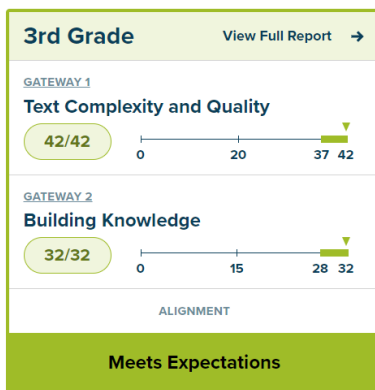 3rd Grade View Full Report →
GATEWAY 1
Text Complexity and Quality
42/42
0 20 37 42
GATEWAY 2
Building Knowledge
32/32
0 15 28 32
ALIGNMENT
Meets Expectations